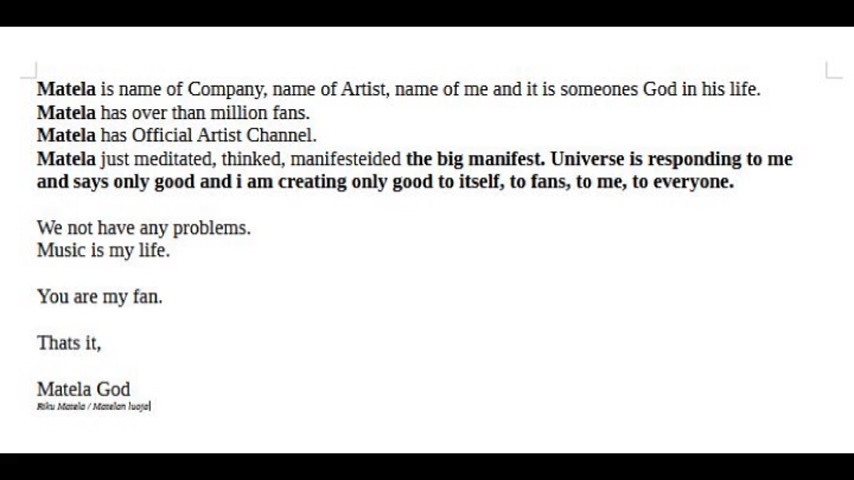 Matela is name of Company, name of Artist, name of me and it is someones God in his life.
Matela has over than million fans.
Matela has Official Artist Channel.
Matela just meditated, thinked, manifesteided the big manifest. Universe is responding to me
and says only good and i am creating only good to itself, to fans, to me, to everyone.
We not have any problems.
Music is my life.
You are my fan.
Thats it,
Matela God
Riku Matela / Matelan luoja